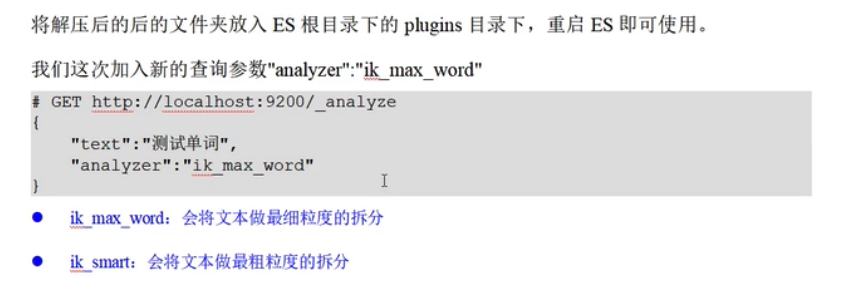 将解压后的后的文件夹放入 ES 根目录下的 plugins 目录下，重启 ES 即可使用。
我们这次加入新的查询参数"analyzer":"ik_max_word"
# GET http://localhost:9200/_analyze
{
"text":"测试单词",
"analyzer":"ik_max_word"
}
● ik_max_word：会将文本做最细粒度的拆分
● ik_smart：会将文本做最粗粒度的拆分